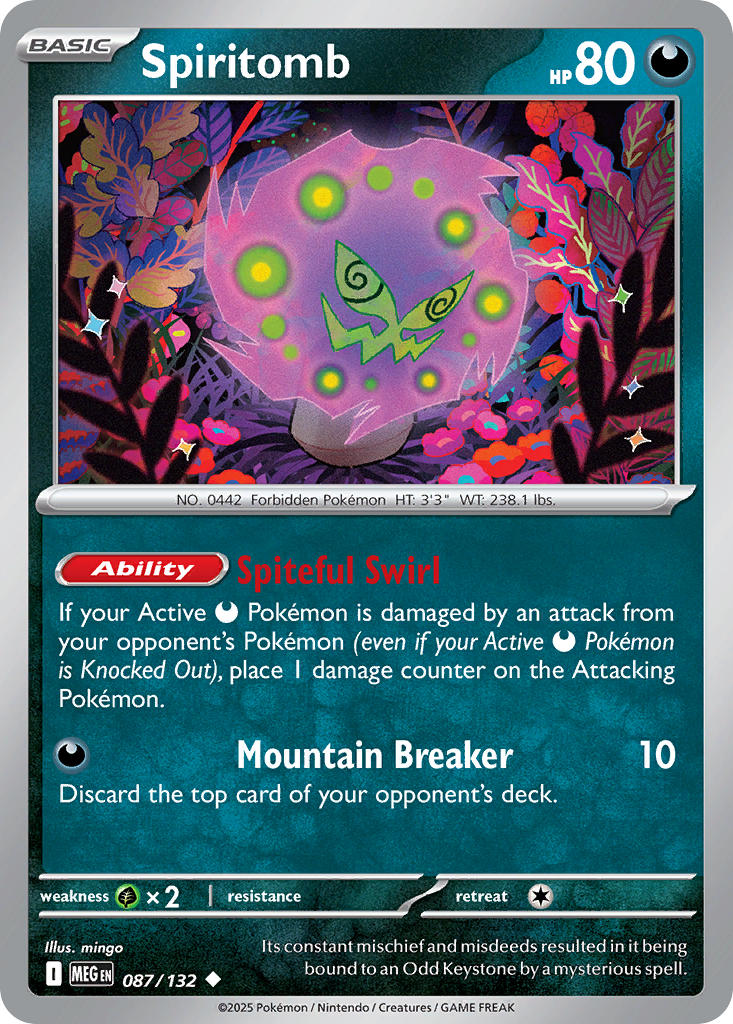 BASIC
Spiritomb
HP 80
NO. 0442 Forbidden Pokémon HT: 3'3" WT: 238.1 lbs.
Ability Spiteful Swirl
If your Active Pokémon is damaged by an attack from
your opponent's Pokémon (even if your Active Pokémon
is Knocked Out), place 1 damage counter on the Attacking
Pokémon.
Mountain Breaker 10
Discard the top card of your opponent's deck.
weakness ×2 resistance retreat
Illus. mingo
Its constant mischief and misdeeds resulted in it being
bound to an Odd Keystone by a mysterious spell.
I MEG EN 087/132
©2025 Pokémon / Nintendo / Creatures / GAME FREAK